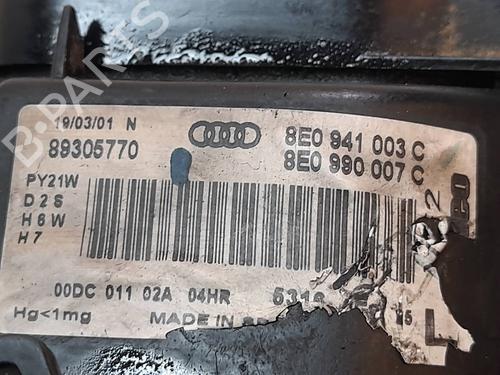 19/03/01 N
89305770
8E0 941 003 C
8E0 990 007 C
PY21W
D2S
H6W
H7
00DC 011 02A 04HR
Hg<1mg MADE IN
L
B-PARTS